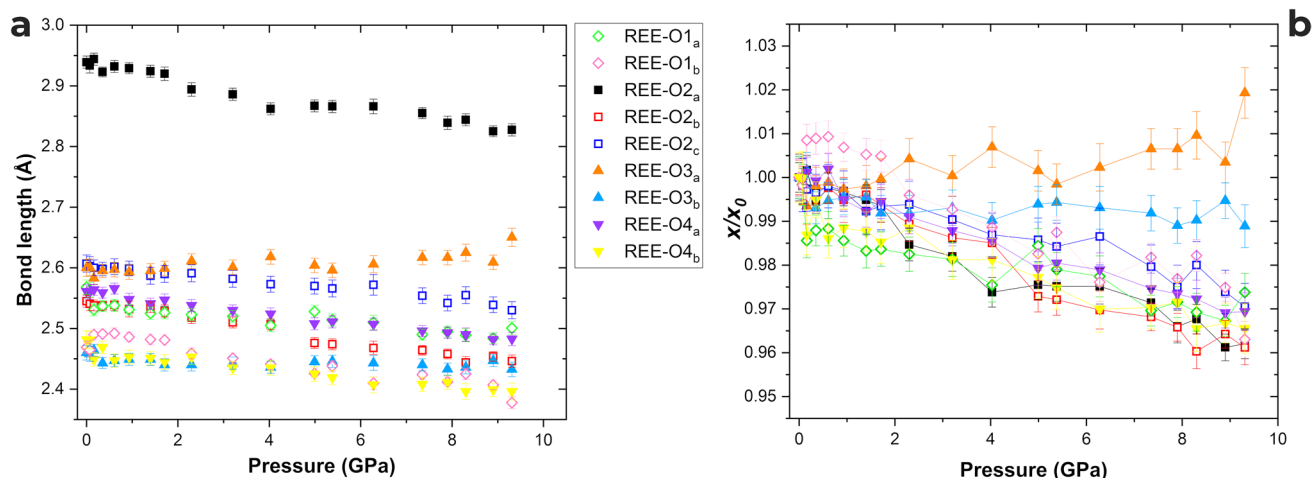 a
3.0
2.9
2.8
2.7
2.6
2.5
2.4
Bond length (Å)
0
2
4
6
8
10
Pressure (GPa)
REE-O1a
REE-O1b
REE-O2a
REE-O2b
REE-O2c
REE-O3a
REE-O3b
REE-O4a
REE-O4b
b
1.03
1.02
1.01
1.00
0.99
0.98
0.97
0.96
0.95
x/x0
0
2
4
6
8
10
Pressure (GPa)